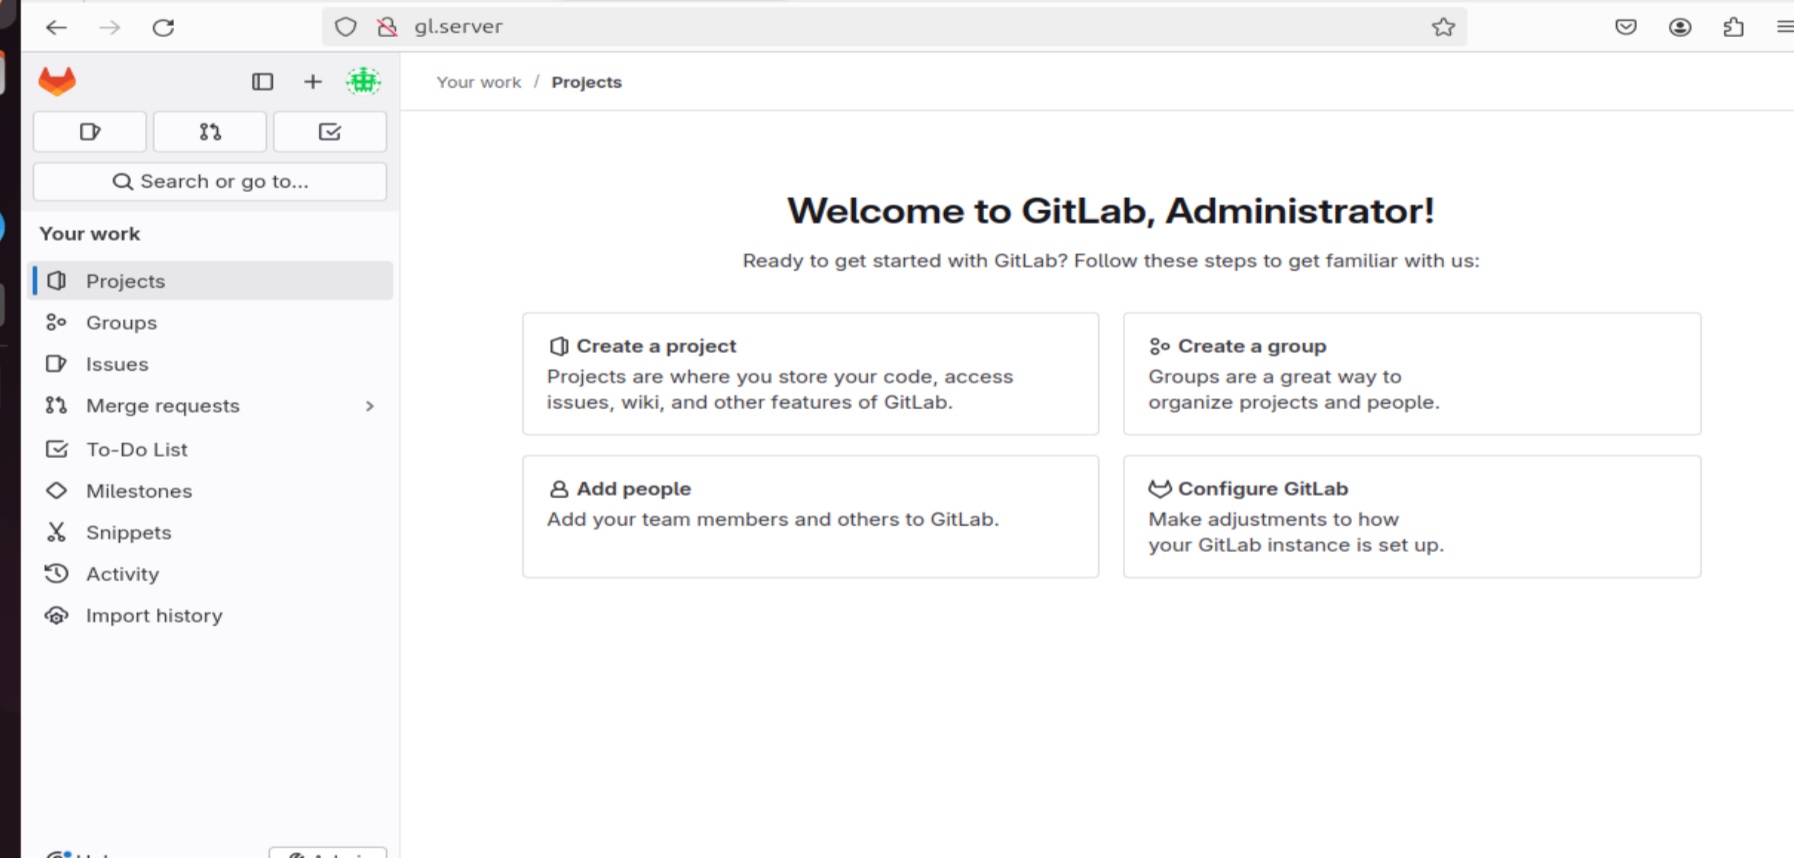 gl.server
Your work / Projects
Search or go to...
Your work
Projects
Groups
Issues
Merge requests
To-Do List
Milestones
Snippets
Activity
Import history
Welcome to GitLab, Administrator!
Ready to get started with GitLab? Follow these steps to get familiar with us:
Create a project
Projects are where you store your code, access
issues, wiki, and other features of GitLab.
Create a group
Groups are a great way to
organize projects and people.
Add people
Add your team members and others to GitLab.
Configure GitLab
Make adjustments to how
your GitLab instance is set up.